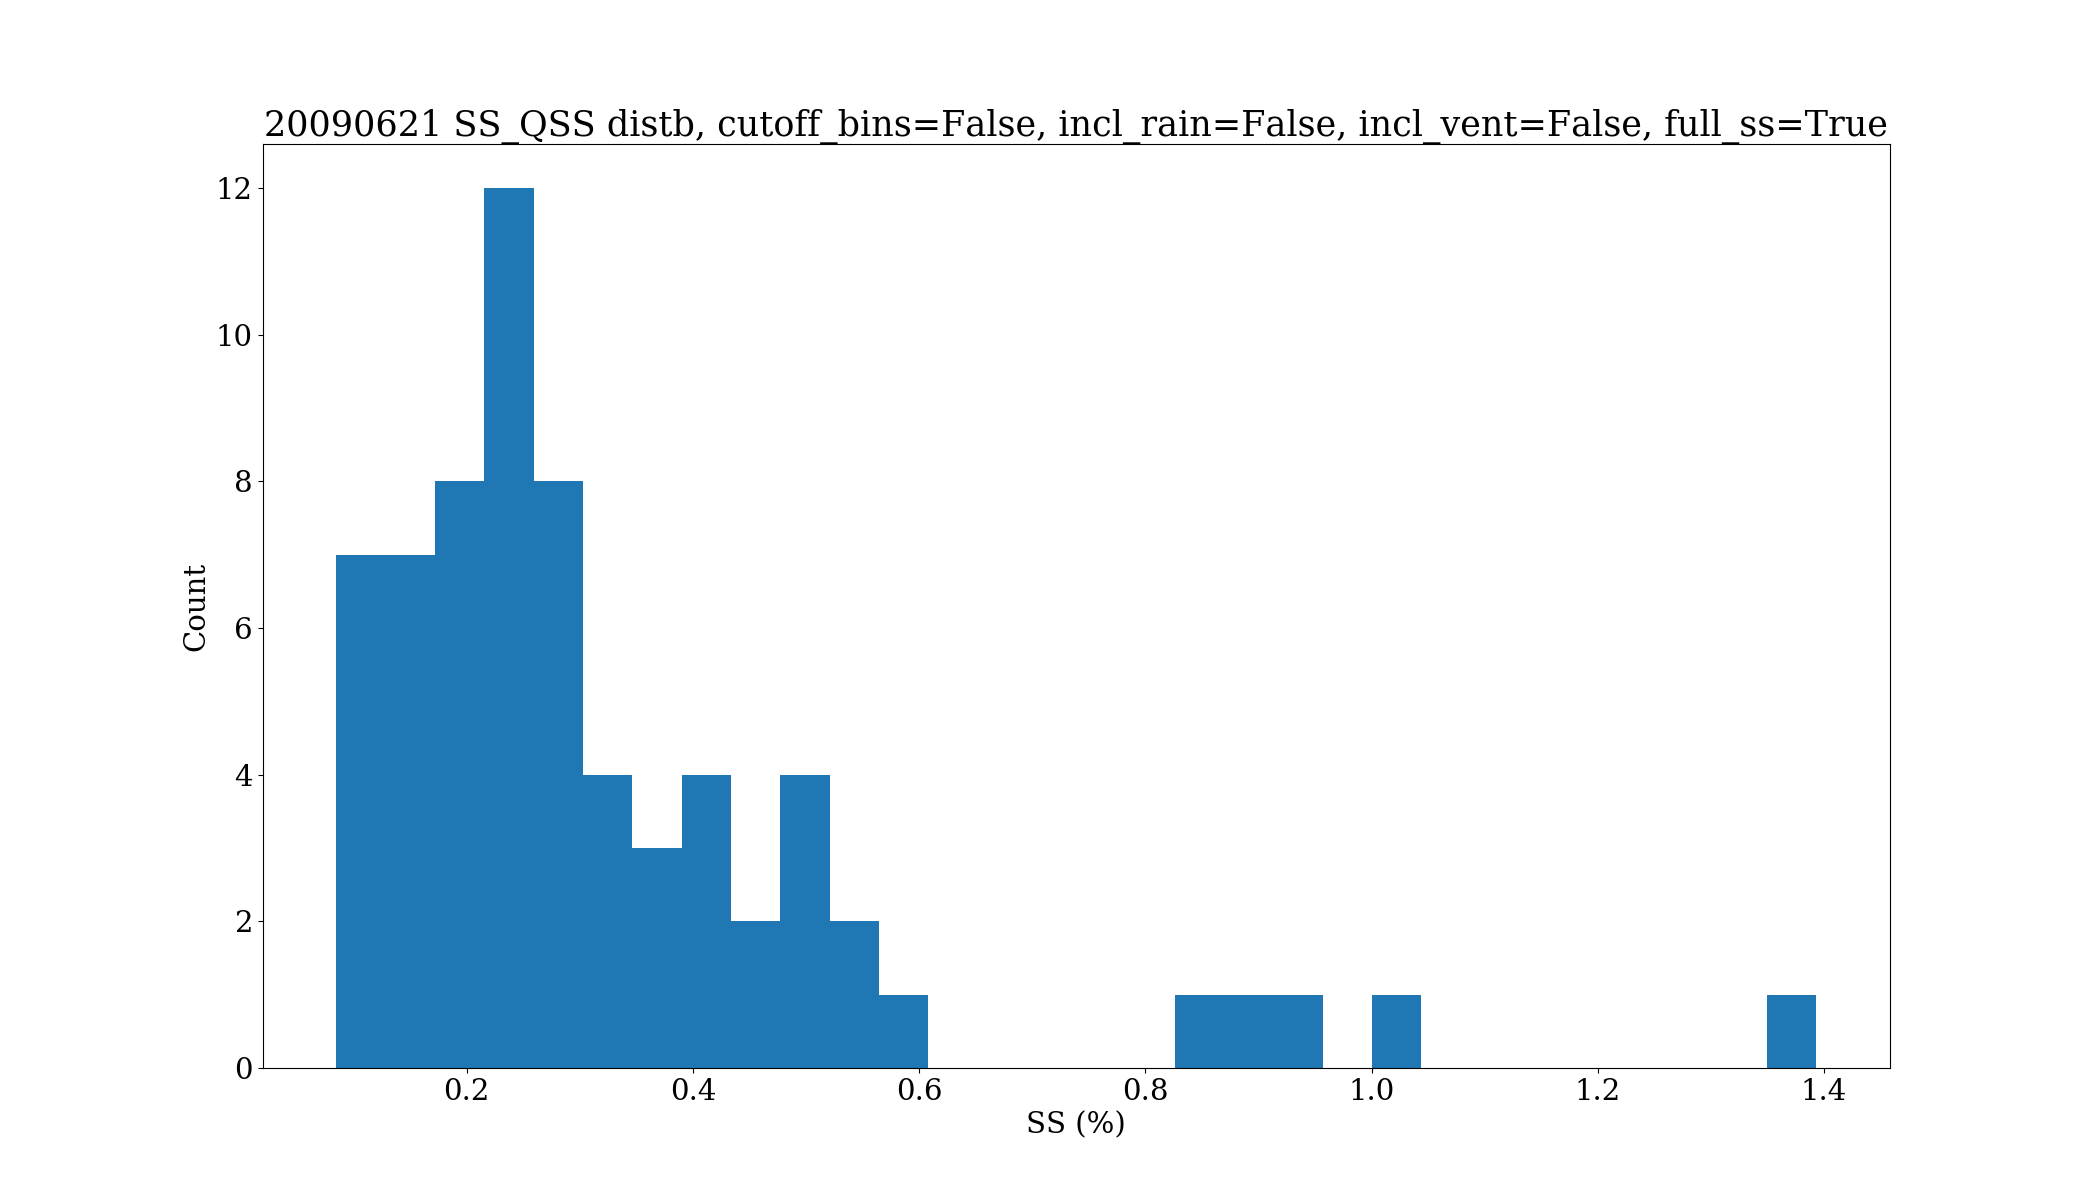 20090621 SS_QSS distb, cutoff_bins=False, incl_rain=False, incl_vent=False, full_ss=True
12
10
8
6
4
2
0
Count
0.2 0.4 0.6 0.8 1.0 1.2 1.4
SS (%)